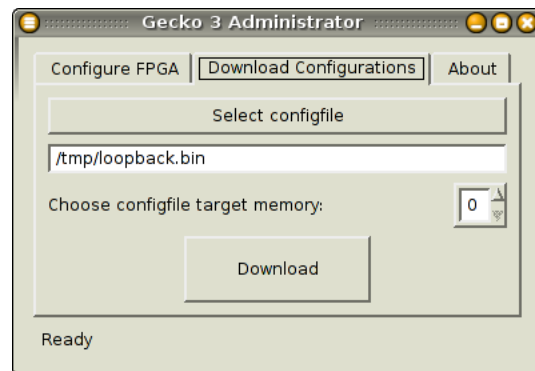 Gecko 3 Administrator
Configure FPGA Download Configurations About
Select configfile
/tmp/loopback.bin
Choose configfile target memory: 0
Download
Ready